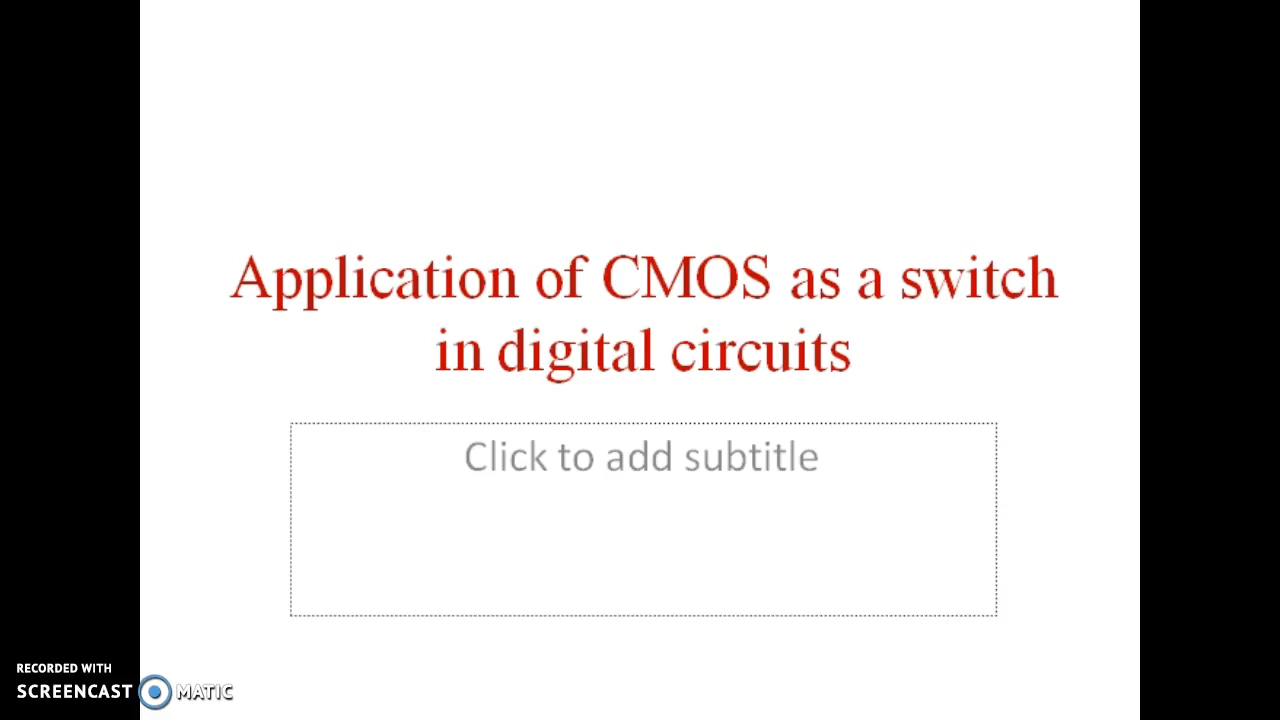 Application of CMOS as a switch
in digital circuits
Click to add subtitle
RECORDED WITH
SCREENCAST MATIC